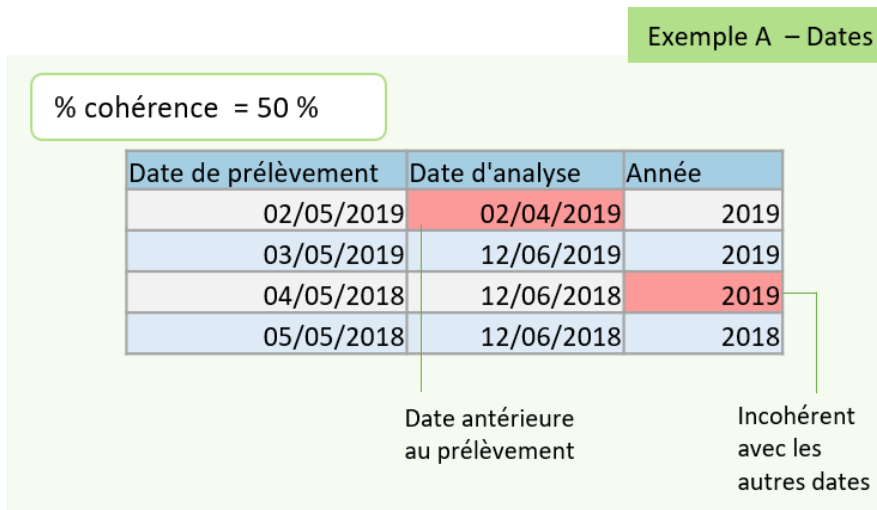 Exemple A – Dates
% cohérence = 50 %
Date de prélèvement Date d'analyse Année
02/05/2019 02/04/2019 2019
03/05/2019 12/06/2019 2019
04/05/2018 12/06/2018 2019
05/05/2018 12/06/2018 2018
Date antérieure
au prélèvement
Incohérent
avec les
autres dates